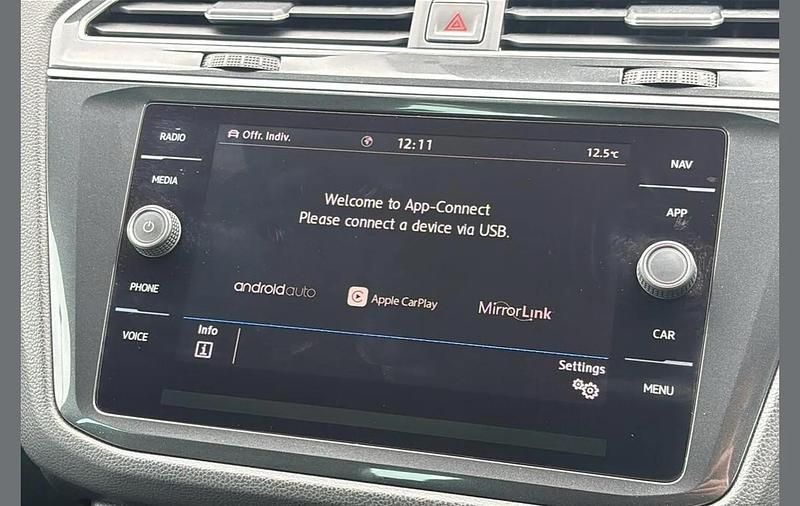 RADIO
MEDIA
PHONE
VOICE
Offr. Indiv.
12:11
12.5°C
Welcome to App-Connect
Please connect a device via USB.
androidauto
Apple CarPlay
MirrorLink
Info
Settings
NAV
APP
CAR
MENU